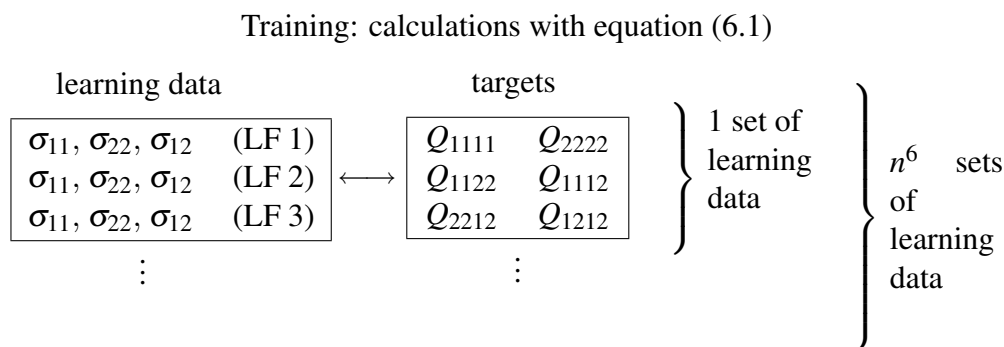 Training: calculations with equation (6.1)
learning data
targets
σ₁₁, σ₂₂, σ₁₂ (LF 1)
σ₁₁, σ₂₂, σ₁₂ (LF 2)
σ₁₁, σ₂₂, σ₁₂ (LF 3)
⋮
⟷
Q₁₁₁₁ Q₂₂₂₂
Q₁₁₂₂ Q₁₁₁₂
Q₂₂₁₂ Q₁₂₁₂
⋮
1 set of
learning
data
n⁶ sets
of
learning
data